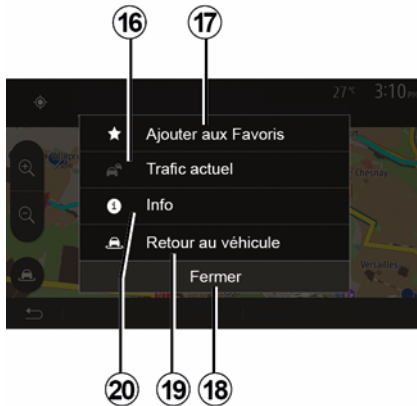 16 17
27 °C 3:10 PM
Ajouter aux Favoris
Trafic actuel
Chesnay
Info
Retour au véhicule
Versailles
Fermer
20 19 18